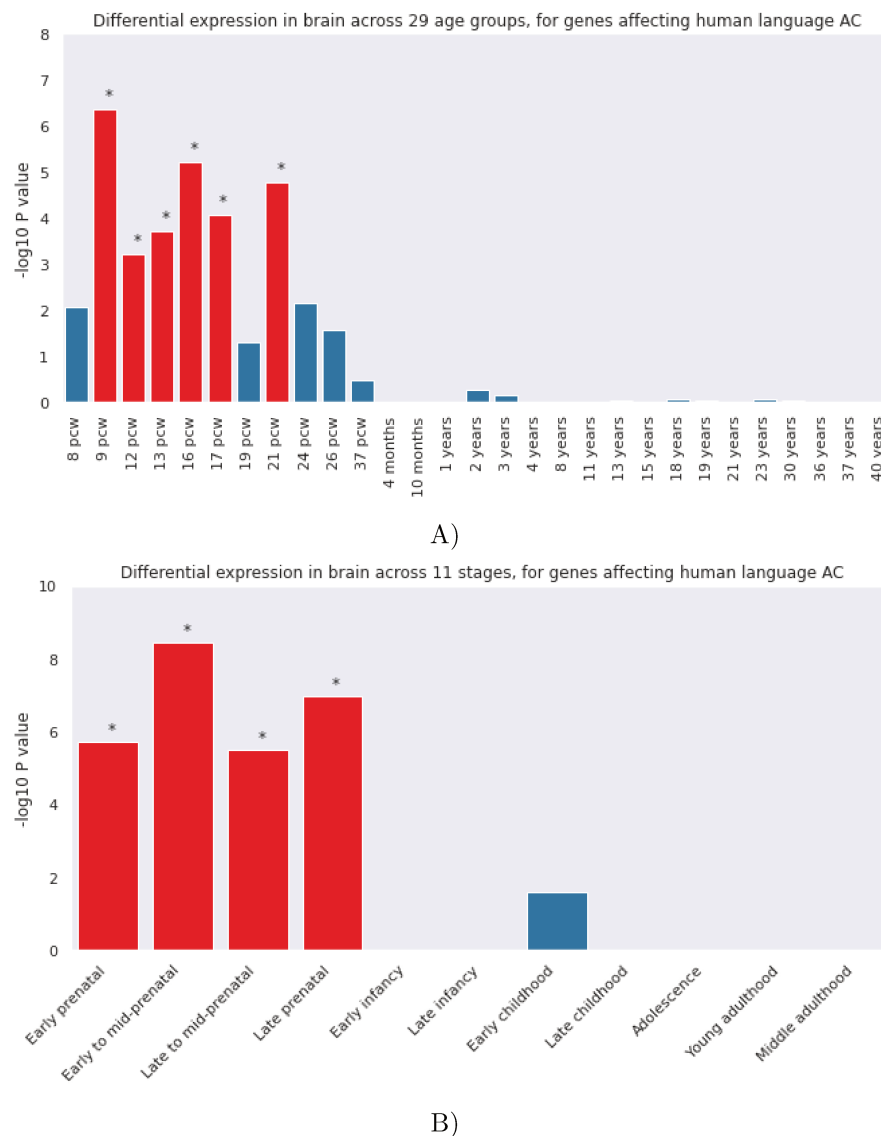 Differential expression in brain across 29 age groups, for genes affecting human language AC
8
7
6
5
4
3
2
1
0
-log10 P value
* * * * * * *
8 pcw
9 pcw
12 pcw
13 pcw
16 pcw
17 pcw
19 pcw
21 pcw
24 pcw
26 pcw
37 pcw
4 months
10 months
1 years
2 years
3 years
4 years
8 years
11 years
13 years
15 years
18 years
19 years
21 years
23 years
30 years
36 years
37 years
40 years
A)
Differential expression in brain across 11 stages, for genes affecting human language AC
10
8
6
4
2
0
-log10 P value
* * * *
Early prenatal
Early to mid-prenatal
Late to mid-prenatal
Late prenatal
Early infancy
Late infancy
Early childhood
Late childhood
Adolescence
Young adulthood
Middle adulthood
B)